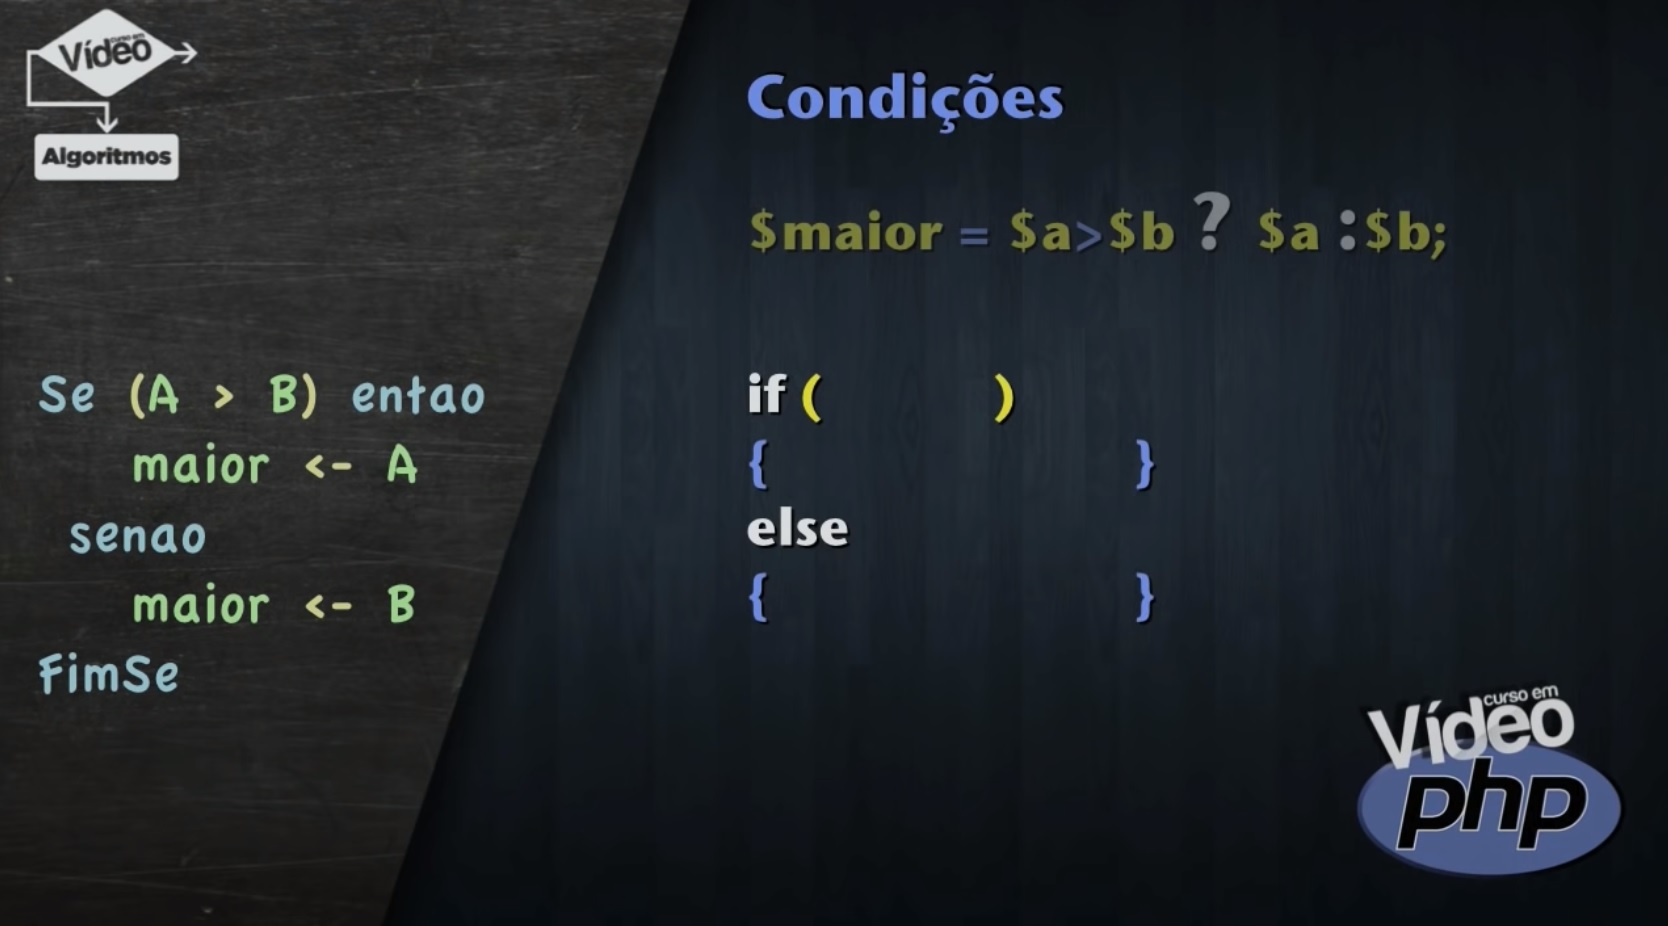 curso em
Vídeo
Algoritmos
Se (A > B) entao
maior <- A
senao
maior <- B
FimSe
Condições
$maior = $a>$b ? $a :$b;
if ( )
{ }
else
{ }
curso em
Vídeo
php